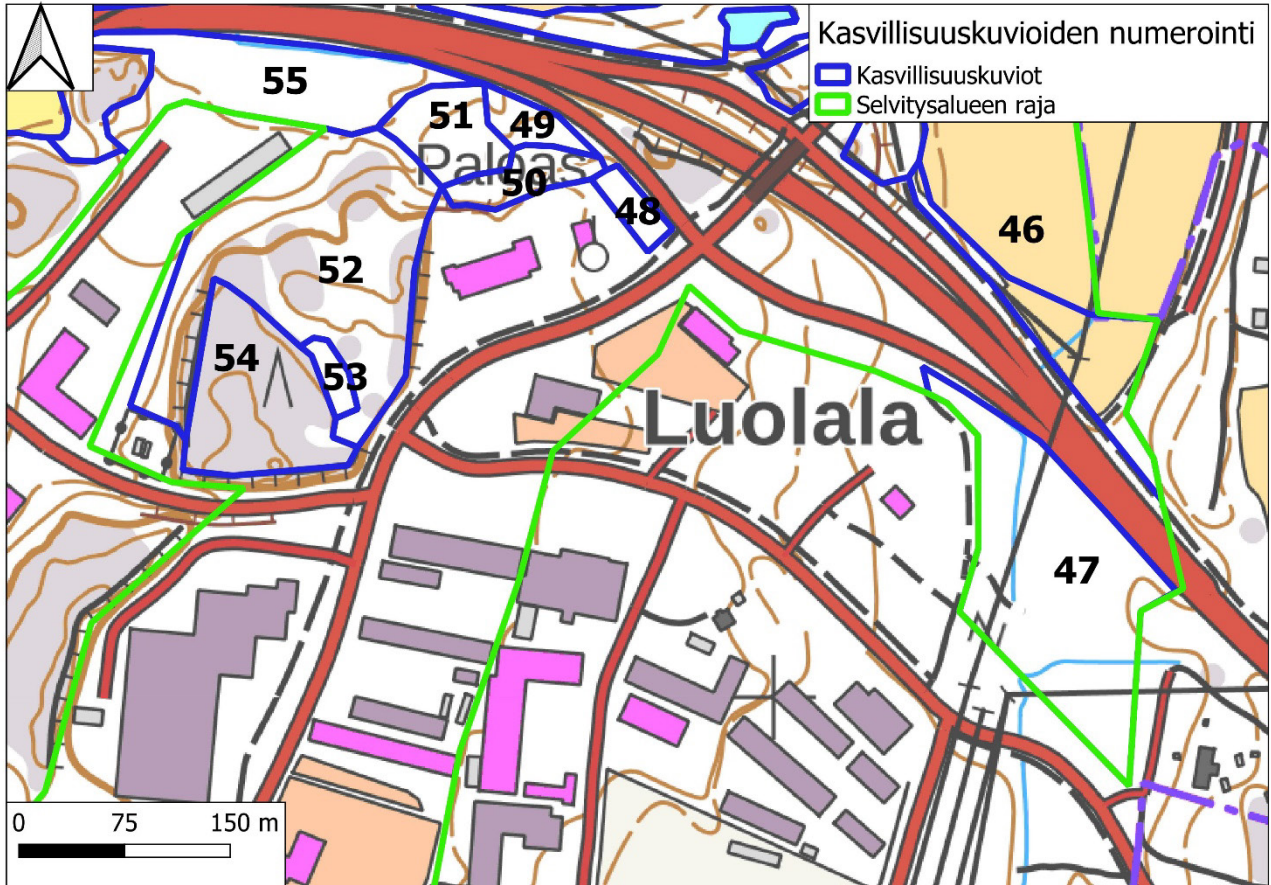 Kasvillisuuskuvioiden numerointi
Kasvillisuuskuviot
Selvitysalueen raja
55
51
49
Paloas
50
48
46
52
54
53
Luolala
47
0 75 150 m